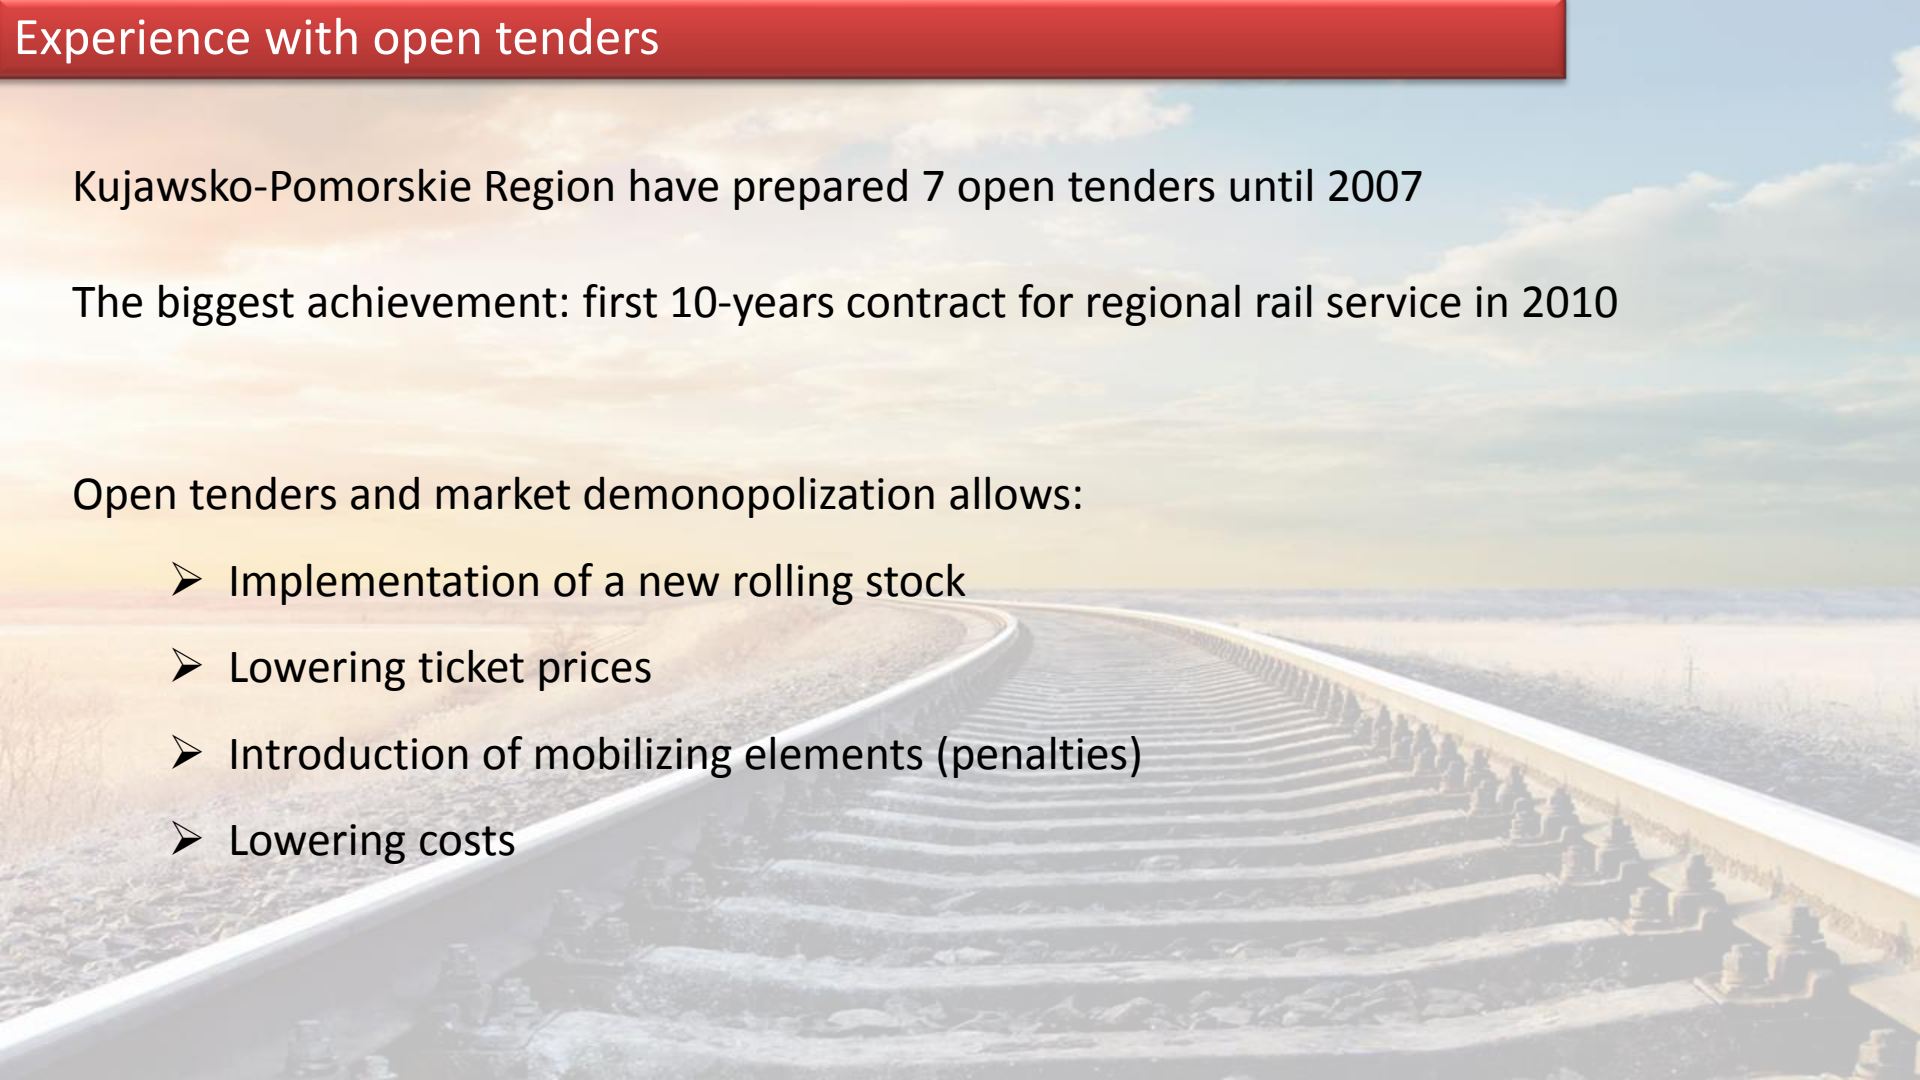 Experience with open tenders
Kujawsko-Pomorskie Region have prepared 7 open tenders until 2007
The biggest achievement: first 10-years contract for regional rail service in 2010
Open tenders and market demonopolization allows:
➢ Implementation of a new rolling stock
➢ Lowering ticket prices
➢ Introduction of mobilizing elements (penalties)
➢ Lowering costs